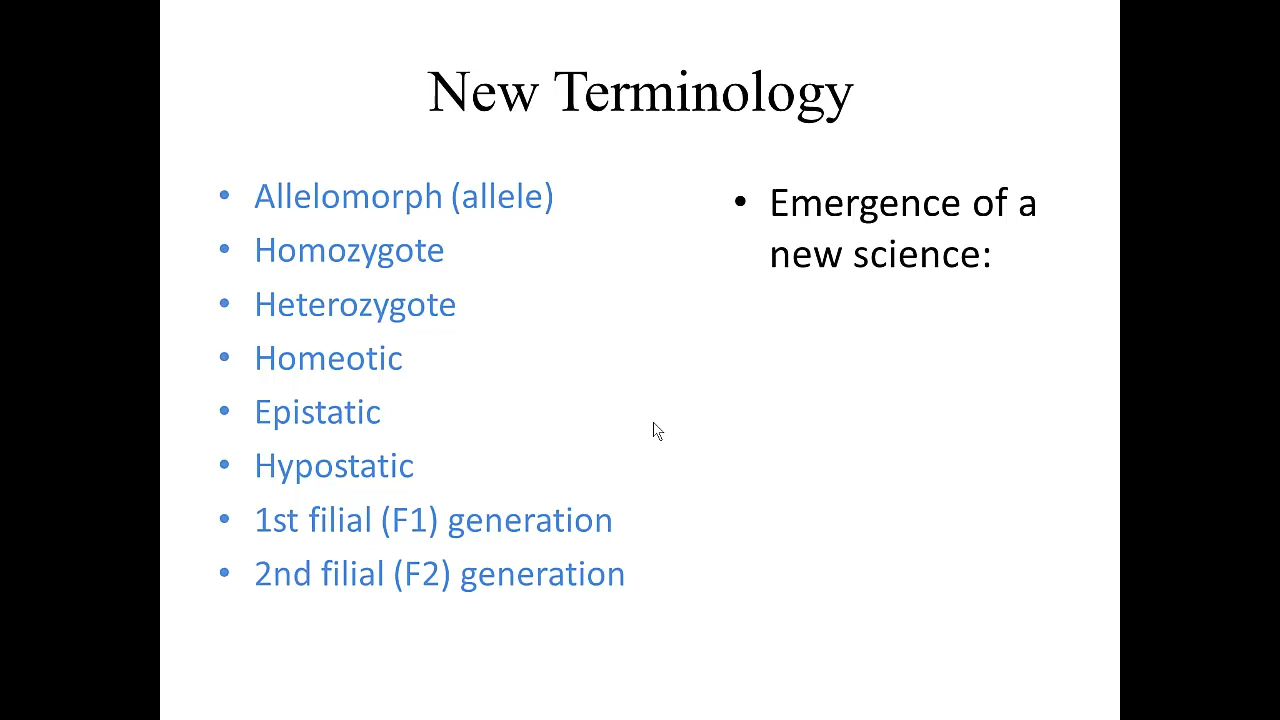 New Terminology
• Allelomorph (allele)
• Homozygote
• Heterozygote
• Homeotic
• Epistatic
• Hypostatic
• 1st filial (F1) generation
• 2nd filial (F2) generation
• Emergence of a
new science: